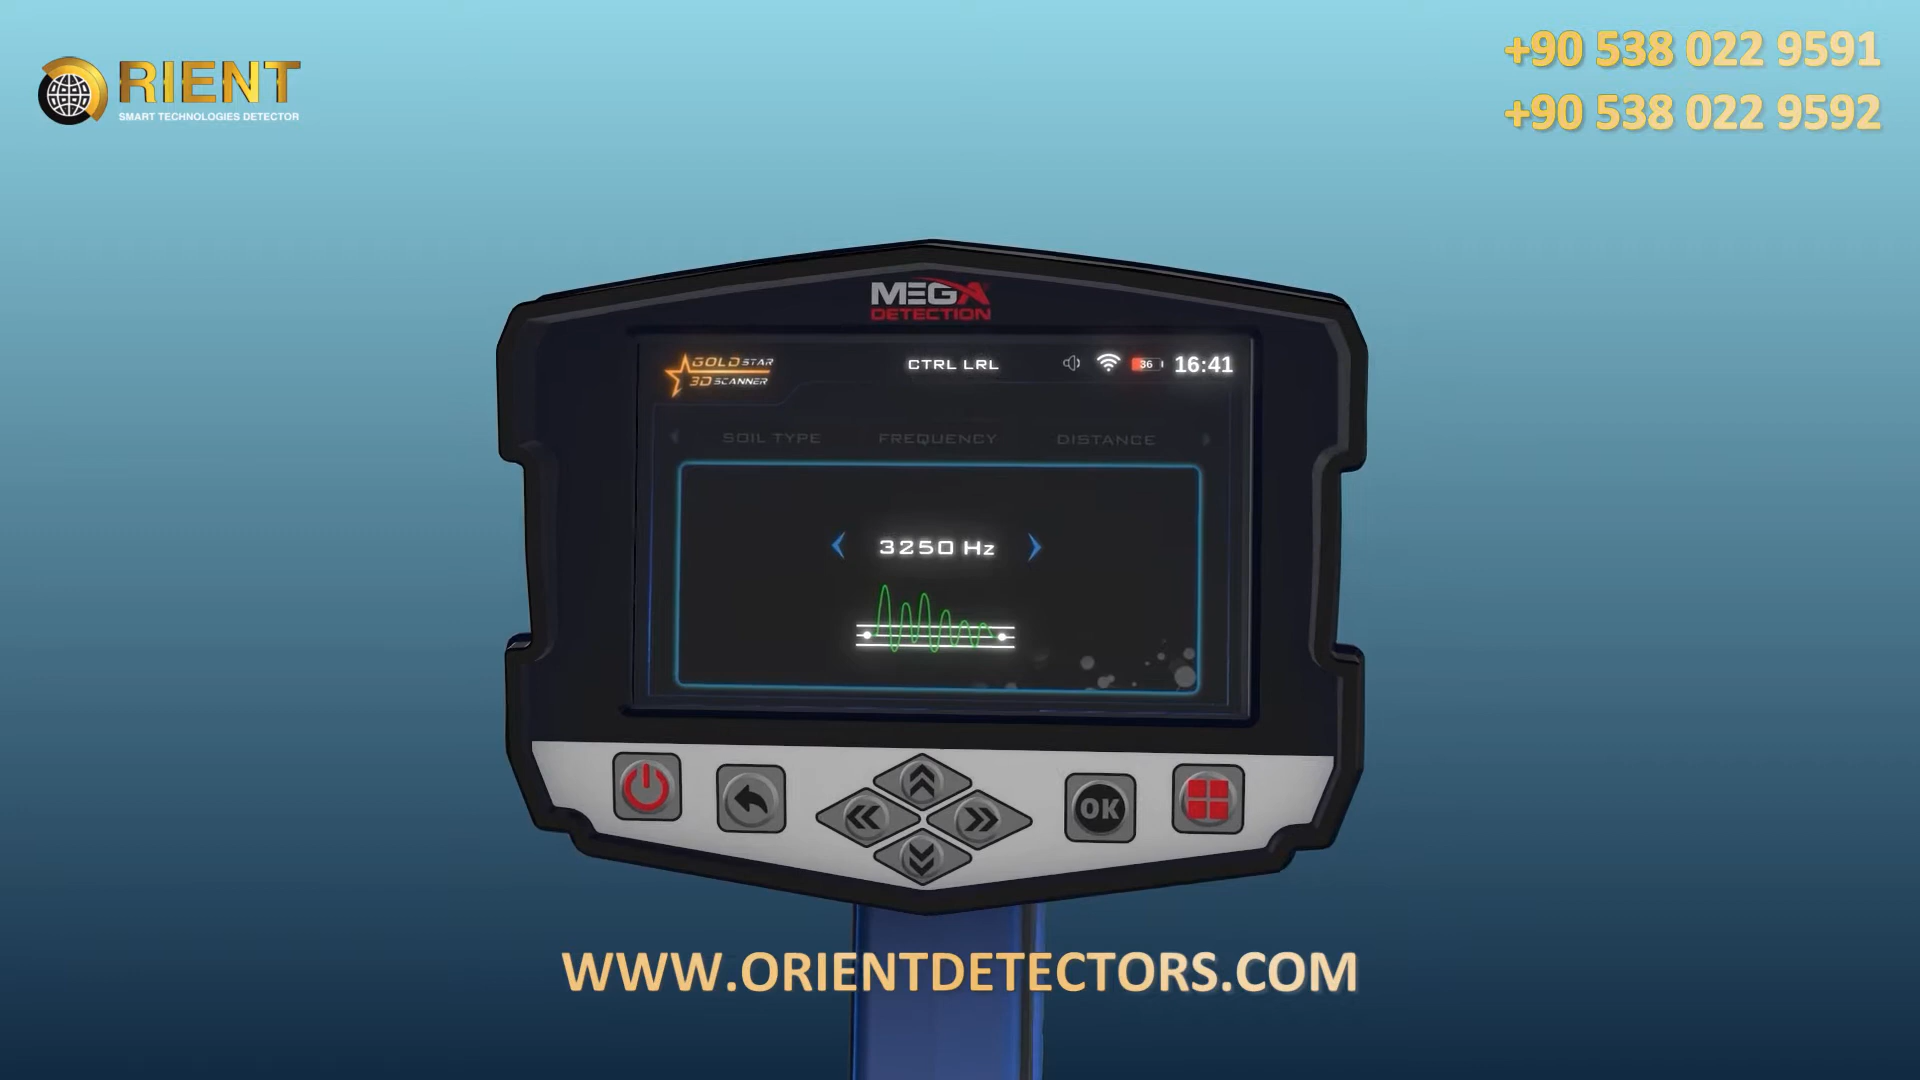 RIENT
SMART TECHNOLOGIES DETECTOR
+90 538 022 9591
+90 538 022 9592
MEGA
DETECTION
GOLD STAR
3D SCANNER
CTRL LRL
36
16:41
SOIL TYPE
FREQUENCY
DISTANCE
3250 Hz
OK
WWW.ORIENTDETECTORS.COM